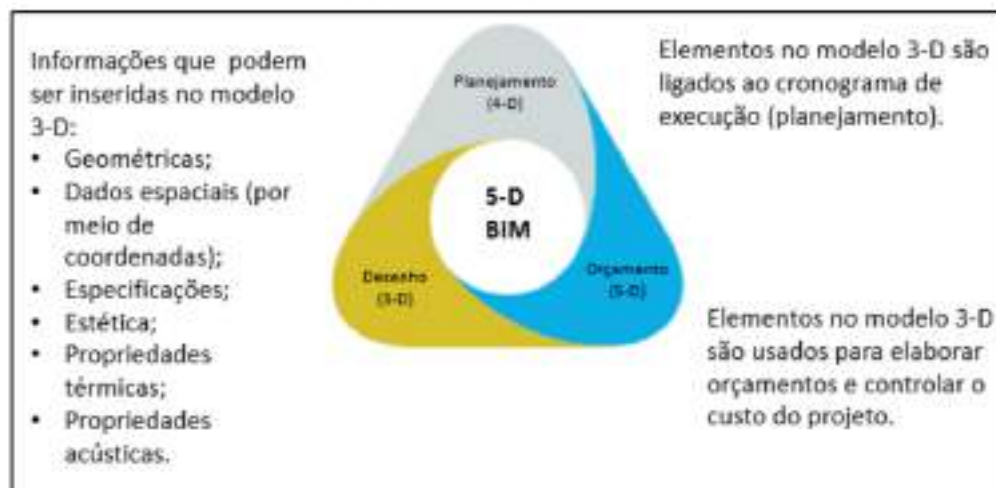 Informações que podem
ser inseridas no modelo
3-D:
• Geométricas;
• Dados espaciais (por
meio de
coordenadas);
• Especificações;
• Estética;
• Propriedades
térmicas;
• Propriedades
acústicas.
Planejamento
(4-D)
5-D
BIM
Desenho
(3-D)
Orçamento
(5-D)
Elementos no modelo 3-D são
ligados ao cronograma de
execução (planejamento).
Elementos no modelo 3-D
são usados para elaborar
orçamentos e controlar o
custo do projeto.